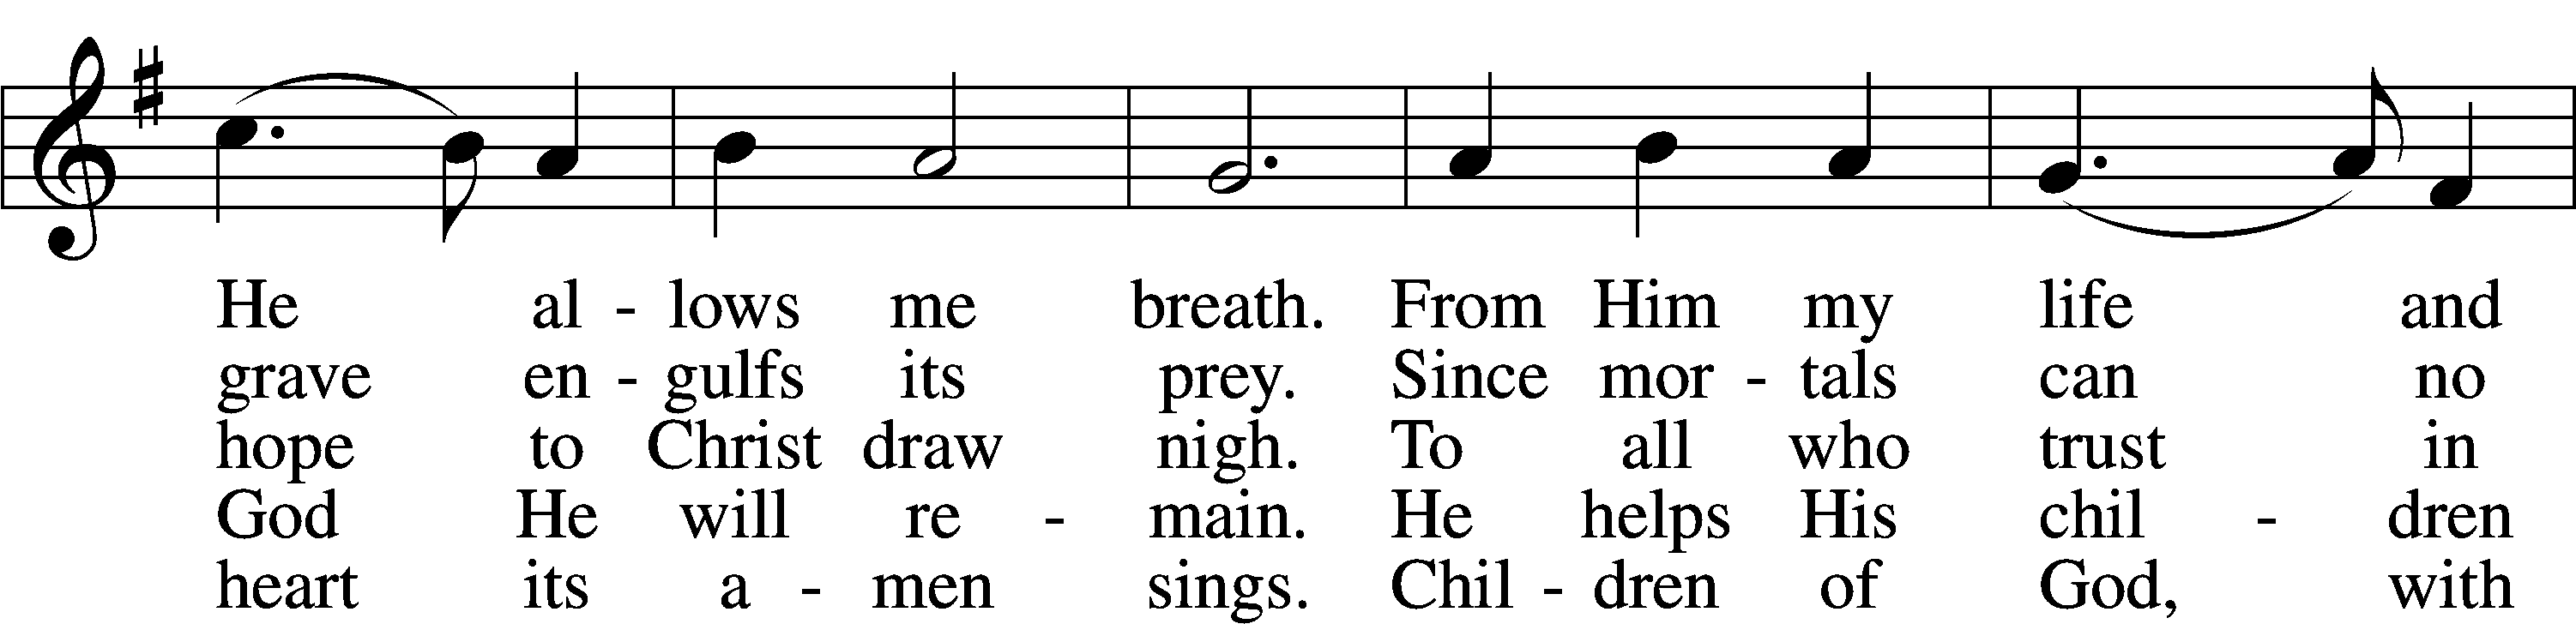 He al - lows me breath. From Him my life and
grave en - gulfs its prey. Since mor - tals can no
hope to Christ draw nigh. To all who trust in
God He will re - main. He helps His chil - dren
heart its a - men sings. Chil - dren of God, with